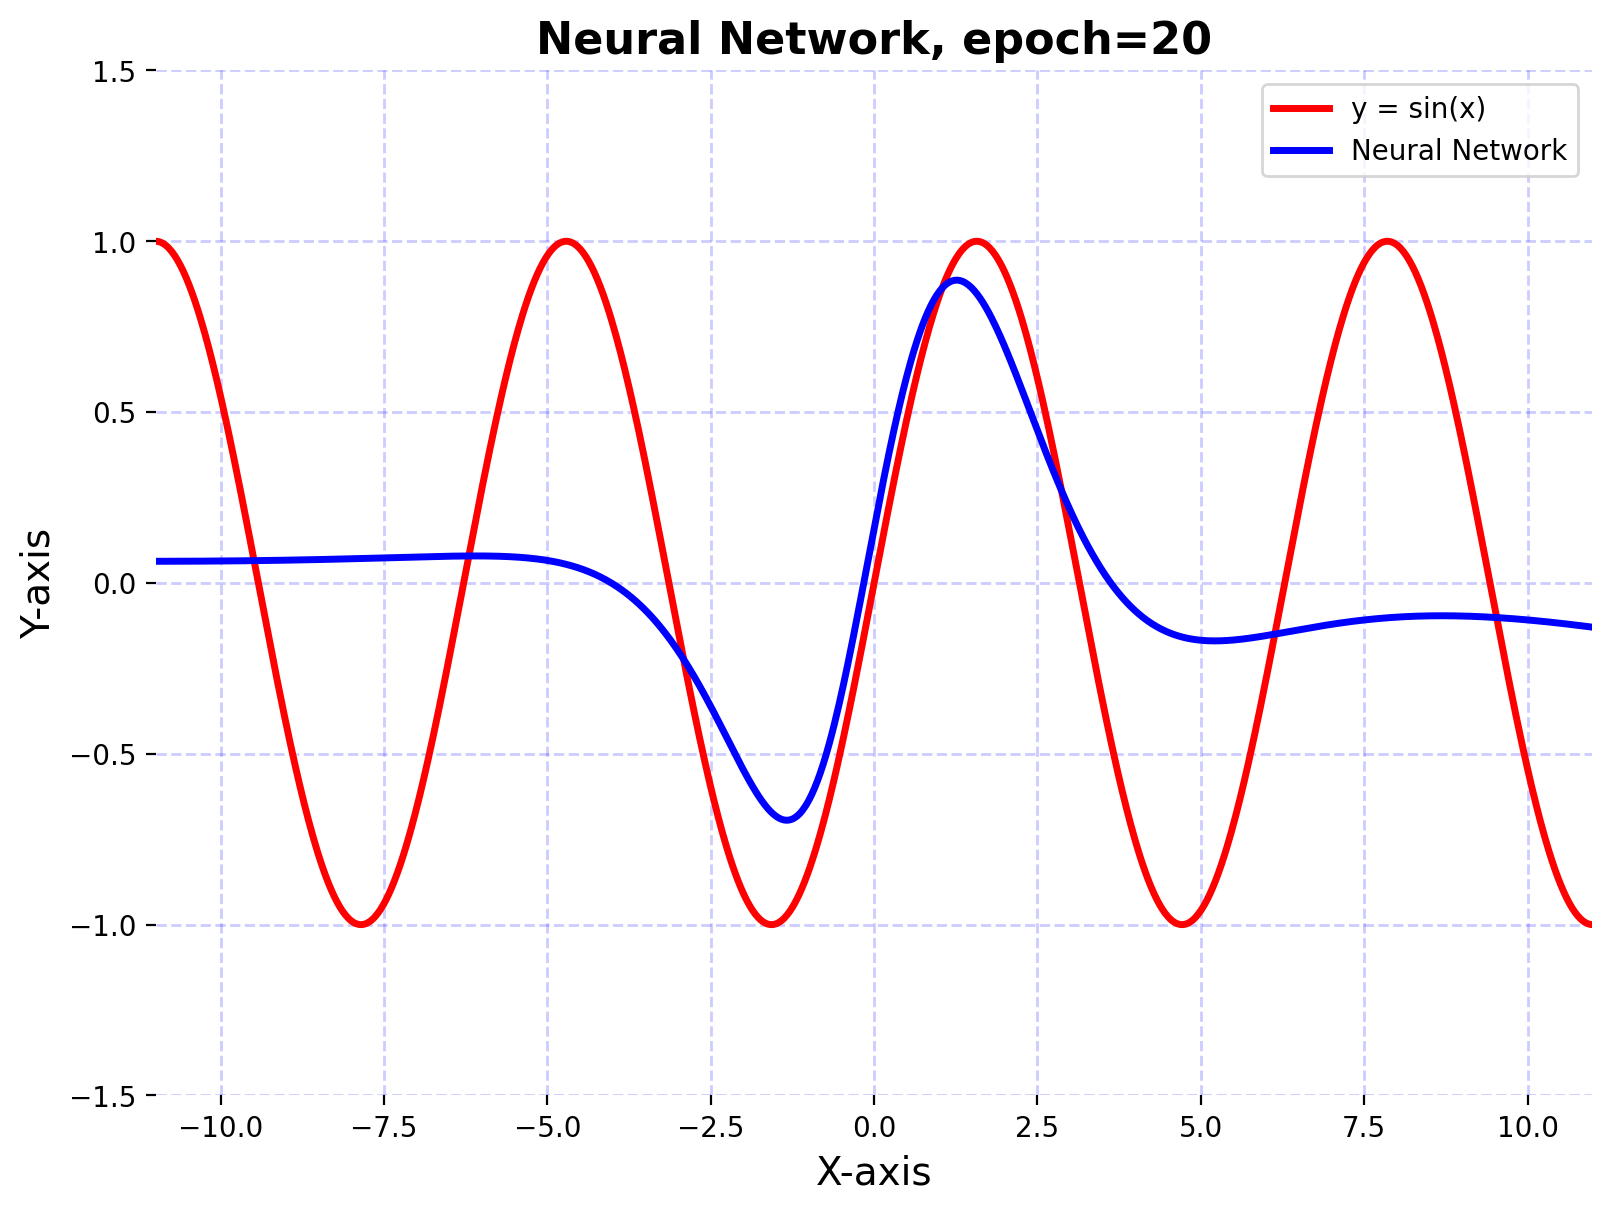 Neural Network, epoch=20
y = sin(x)
Neural Network
1.5
1.0
0.5
0.0
−0.5
−1.0
−1.5
Y-axis
−10.0 −7.5 −5.0 −2.5 0.0 2.5 5.0 7.5 10.0
X-axis